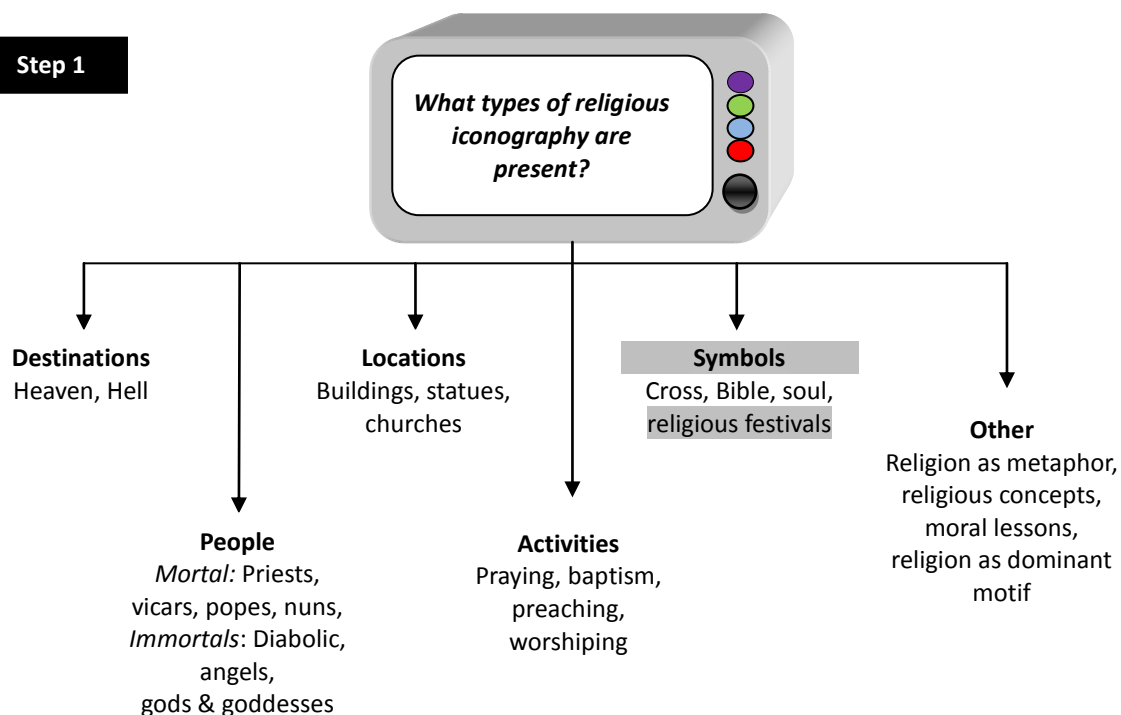 Step 1
What types of religious
iconography are
present?
Destinations
Heaven, Hell
Locations
Buildings, statues,
churches
Symbols
Cross, Bible, soul,
religious festivals
Other
Religion as metaphor,
religious concepts,
moral lessons,
religion as dominant
motif
People
Mortal: Priests,
vicars, popes, nuns,
Immortals: Diabolic,
angels,
gods & goddesses
Activities
Praying, baptism,
preaching,
worshiping